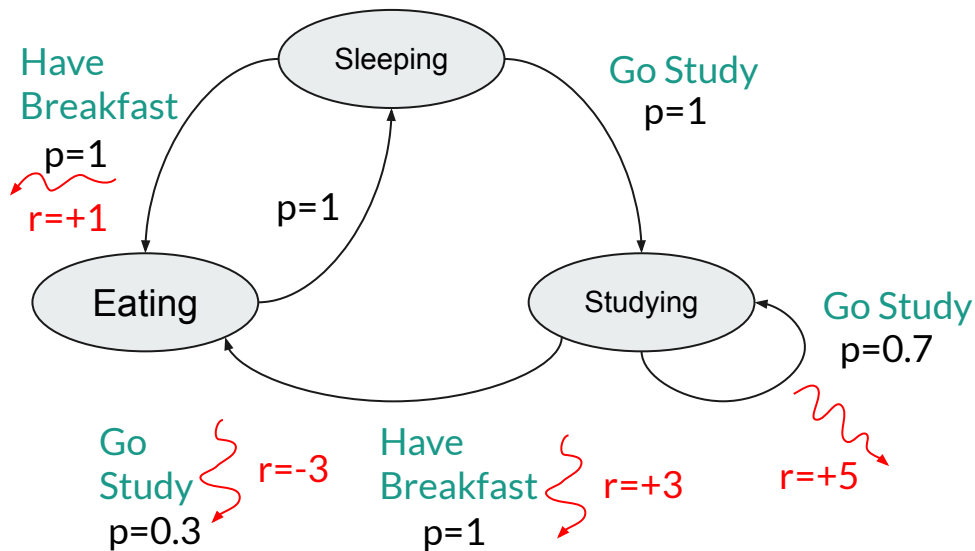 Sleeping
Have
Breakfast
p=1
r=+1
Go Study
p=1
p=1
Eating
Studying
Go Study
p=0.7
r=+5
Go
Study
p=0.3
r=-3
Have
Breakfast
p=1
r=+3